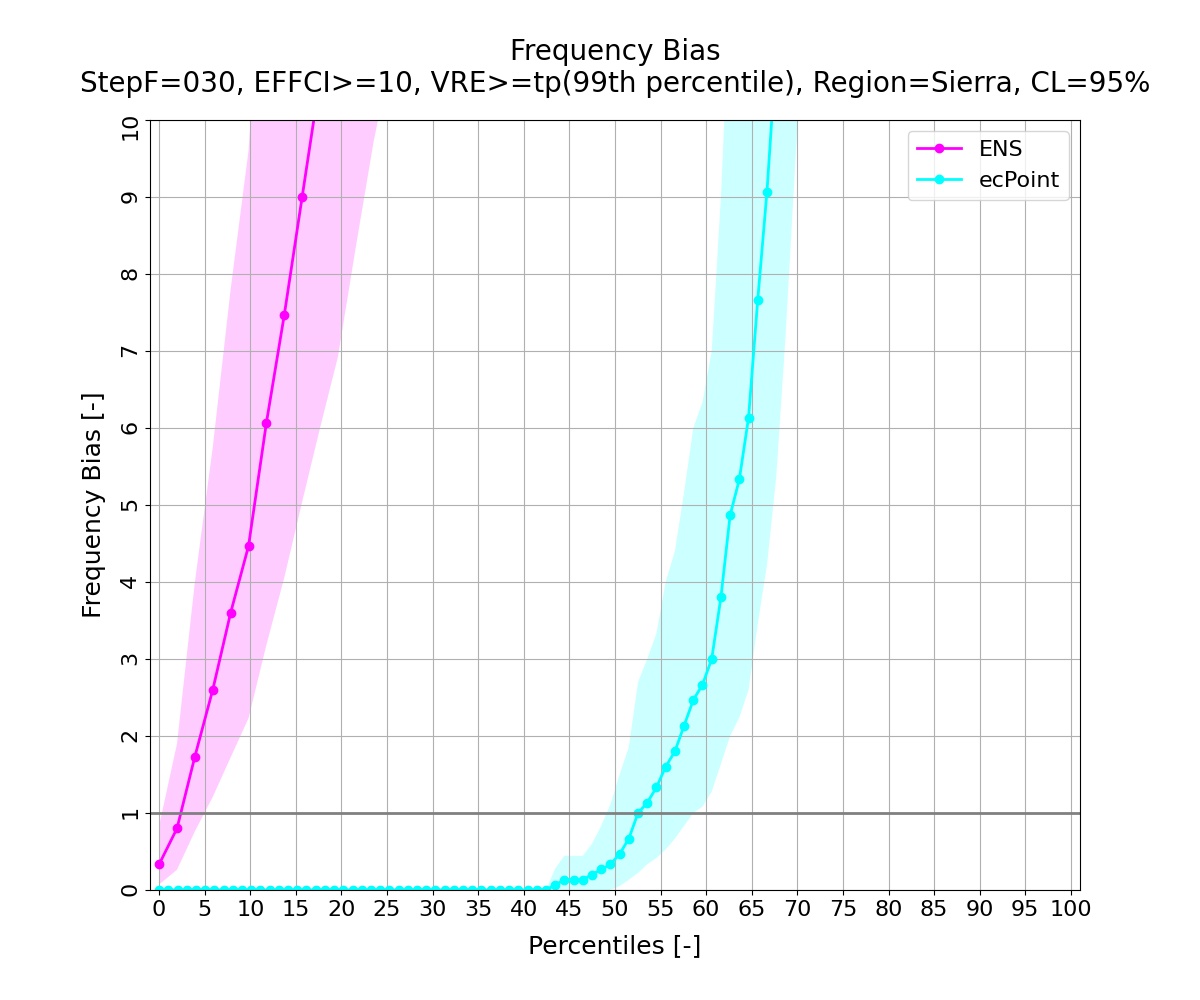 Frequency Bias
StepF=030, EFFCI>=10, VRE>=tp(99th percentile), Region=Sierra, CL=95%
ENS
ecPoint
Frequency Bias [-]
10
9
8
7
6
5
4
3
2
1
0
0 5 10 15 20 25 30 35 40 45 50 55 60 65 70 75 80 85 90 95 100
Percentiles [-]